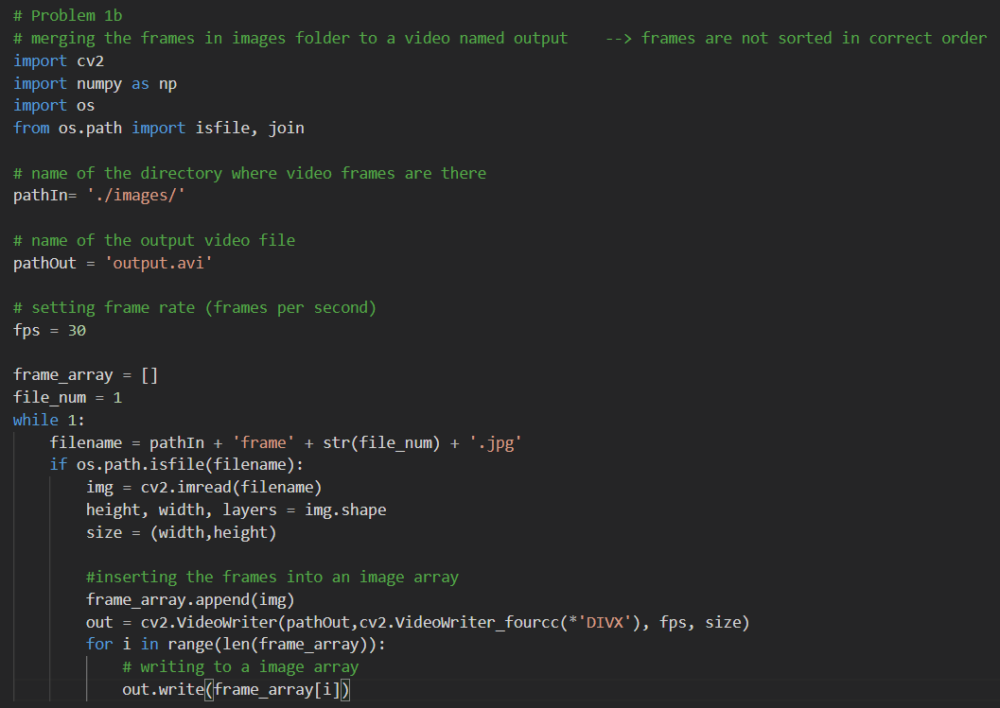 # Problem 1b
# merging the frames in images folder to a video named output    --> frames are not sorted in correct order
import cv2
import numpy as np
import os
from os.path import isfile, join
# name of the directory where video frames are there
pathIn= './images/'
# name of the output video file
pathOut = 'output.avi'
# setting frame rate (frames per second)
fps = 30
frame_array = []
file_num = 1
while 1:
    filename = pathIn + 'frame' + str(file_num) + '.jpg'
    if os.path.isfile(filename):
        img = cv2.imread(filename)
        height, width, layers = img.shape
        size = (width,height)
        #inserting the frames into an image array
        frame_array.append(img)
        out = cv2.VideoWriter(pathOut,cv2.VideoWriter_fourcc(*'DIVX'), fps, size)
        for i in range(len(frame_array)):
            # writing to a image array
            out.write(frame_array[i])